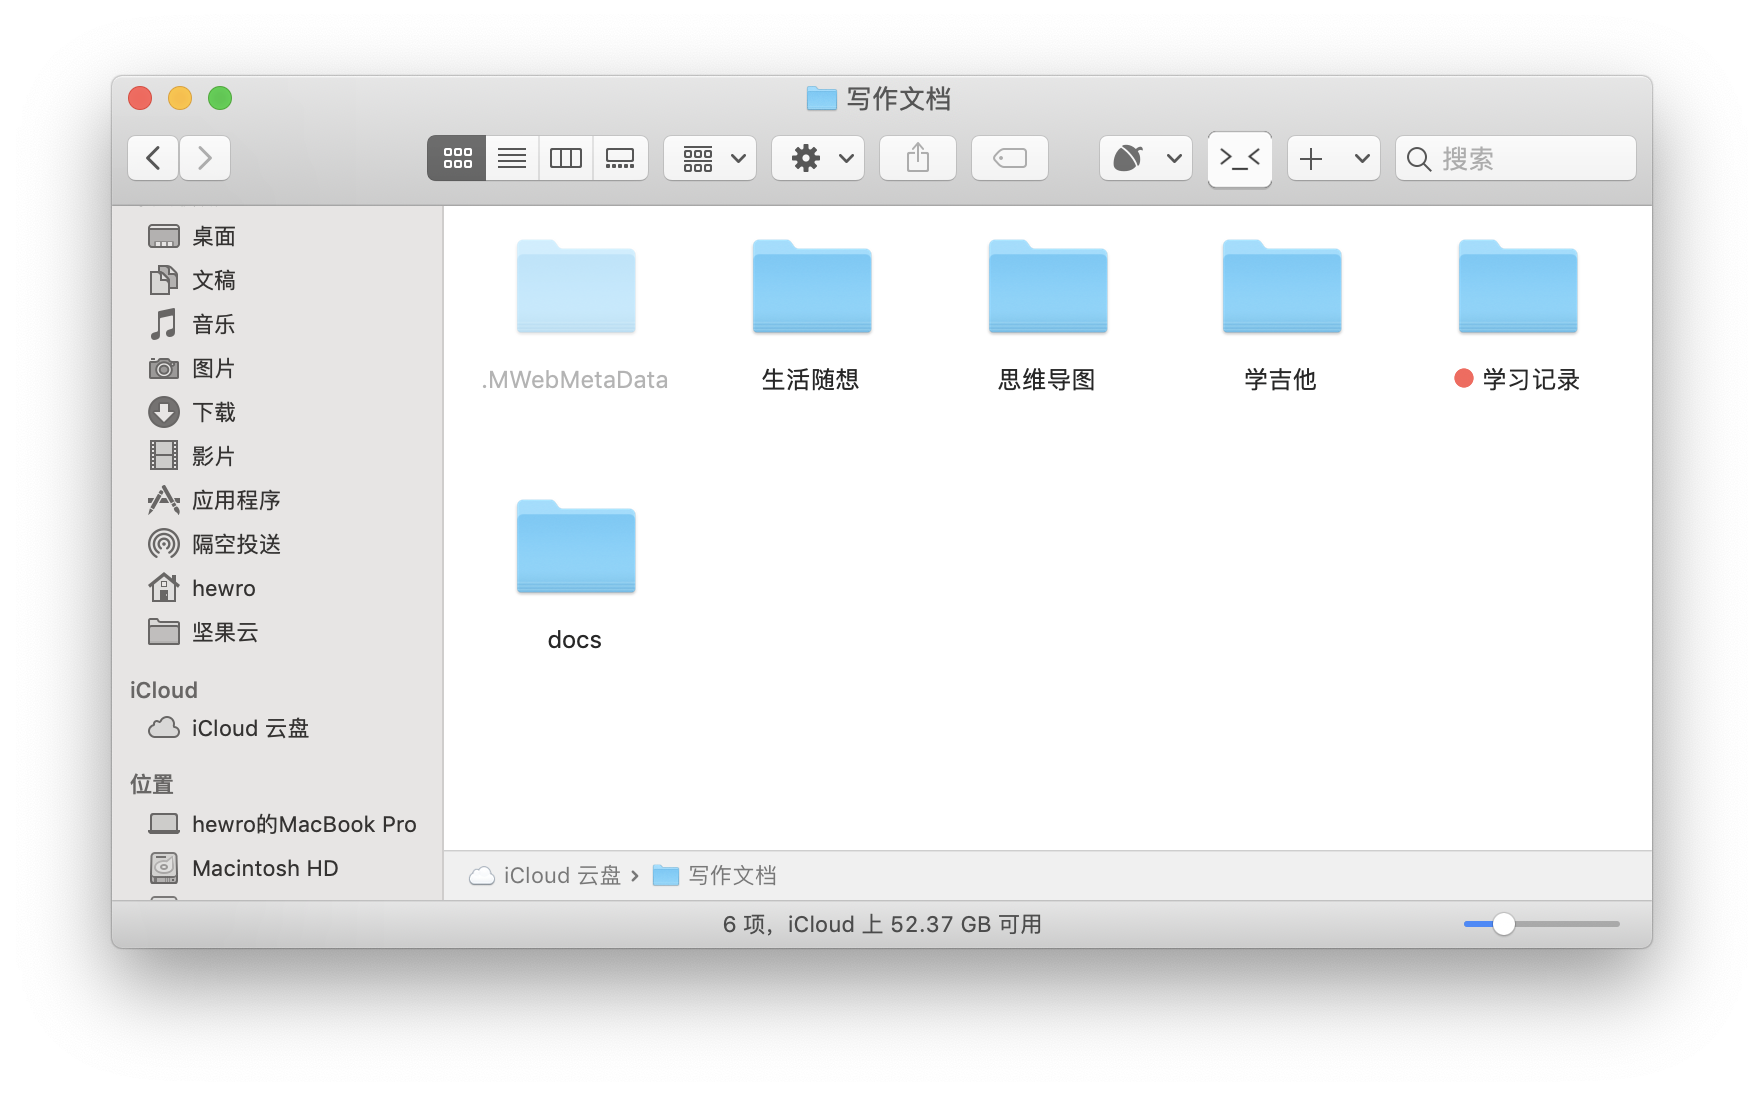 写作文档
>_<
搜索
桌面
文稿
音乐
图片
下载
影片
应用程序
隔空投送
hewro
坚果云
iCloud
iCloud 云盘
位置
hewro的MacBook Pro
Macintosh HD
.MWebMetaData
生活随想
思维导图
学吉他
学习记录
docs
iCloud 云盘 › 写作文档
6 项，iCloud 上 52.37 GB 可用